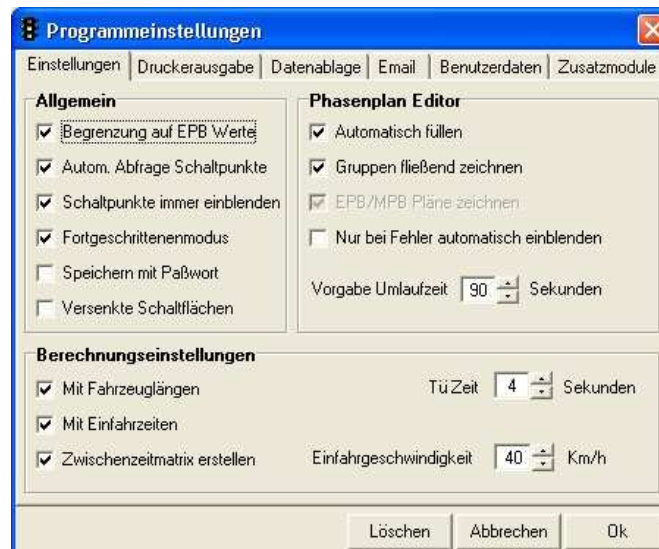 Programmeinstellungen
Einstellungen Druckerausgabe Datenablage Email Benutzerdaten Zusatzmodule
Allgemein
Begrenzung auf EPB Werte
Autom. Abfrage Schaltpunkte
Schaltpunkte immer einblenden
Fortgeschrittenenmodus
Speichern mit Paßwort
Versenkte Schaltflächen
Phasenplan Editor
Automatisch füllen
Gruppen fließend zeichnen
EPB/MPB Pläne zeichnen
Nur bei Fehler automatisch einblenden
Vorgabe Umlaufzeit 90 Sekunden
Berechnungseinstellungen
Mit Fahrzeuglängen
Mit Einfahrzeiten
Zwischenzeitmatrix erstellen
Tü Zeit 4 Sekunden
Einfahrgeschwindigkeit 40 Km/h
Löschen Abbrechen Ok